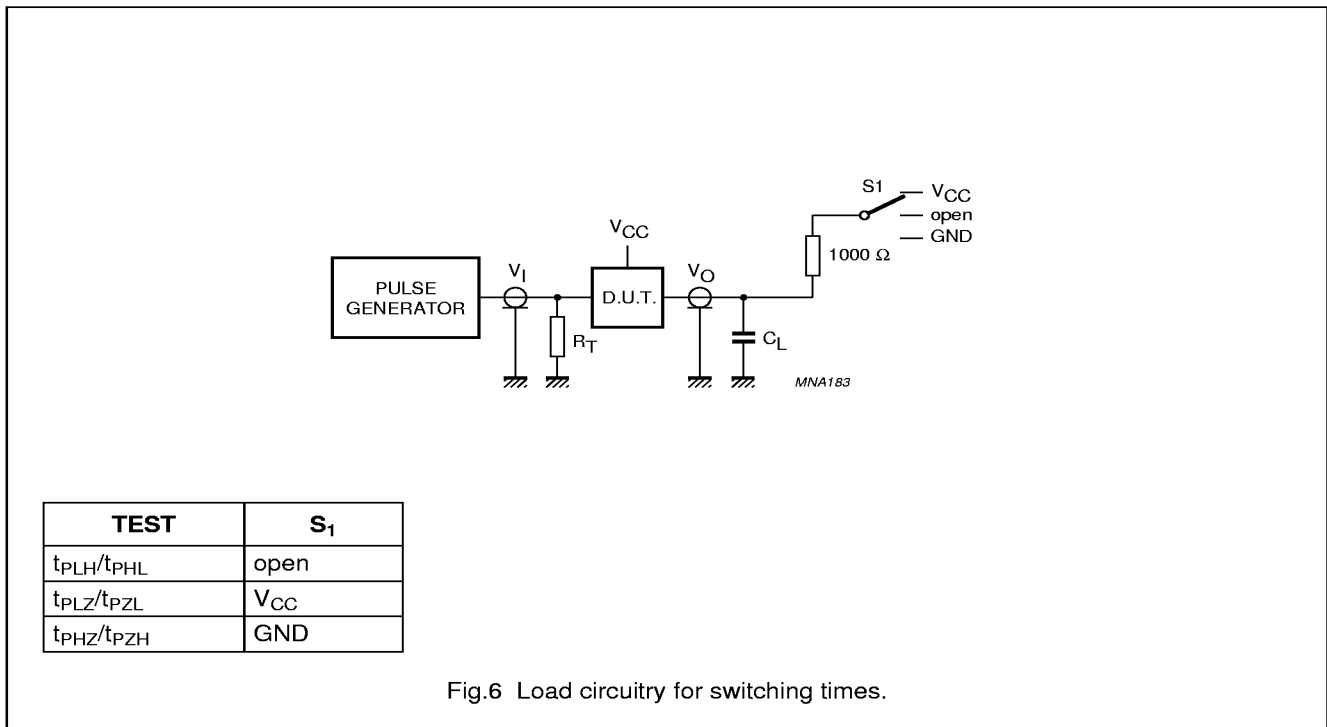 S1
VCC
open
GND
1000 Ω
VCC
VI
VO
PULSE
GENERATOR
D.U.T.
RT
CL
MNA183
TEST S1
tPLH/tPHL open
tPLZ/tPZL VCC
tPHZ/tPZH GND
Fig.6 Load circuitry for switching times.